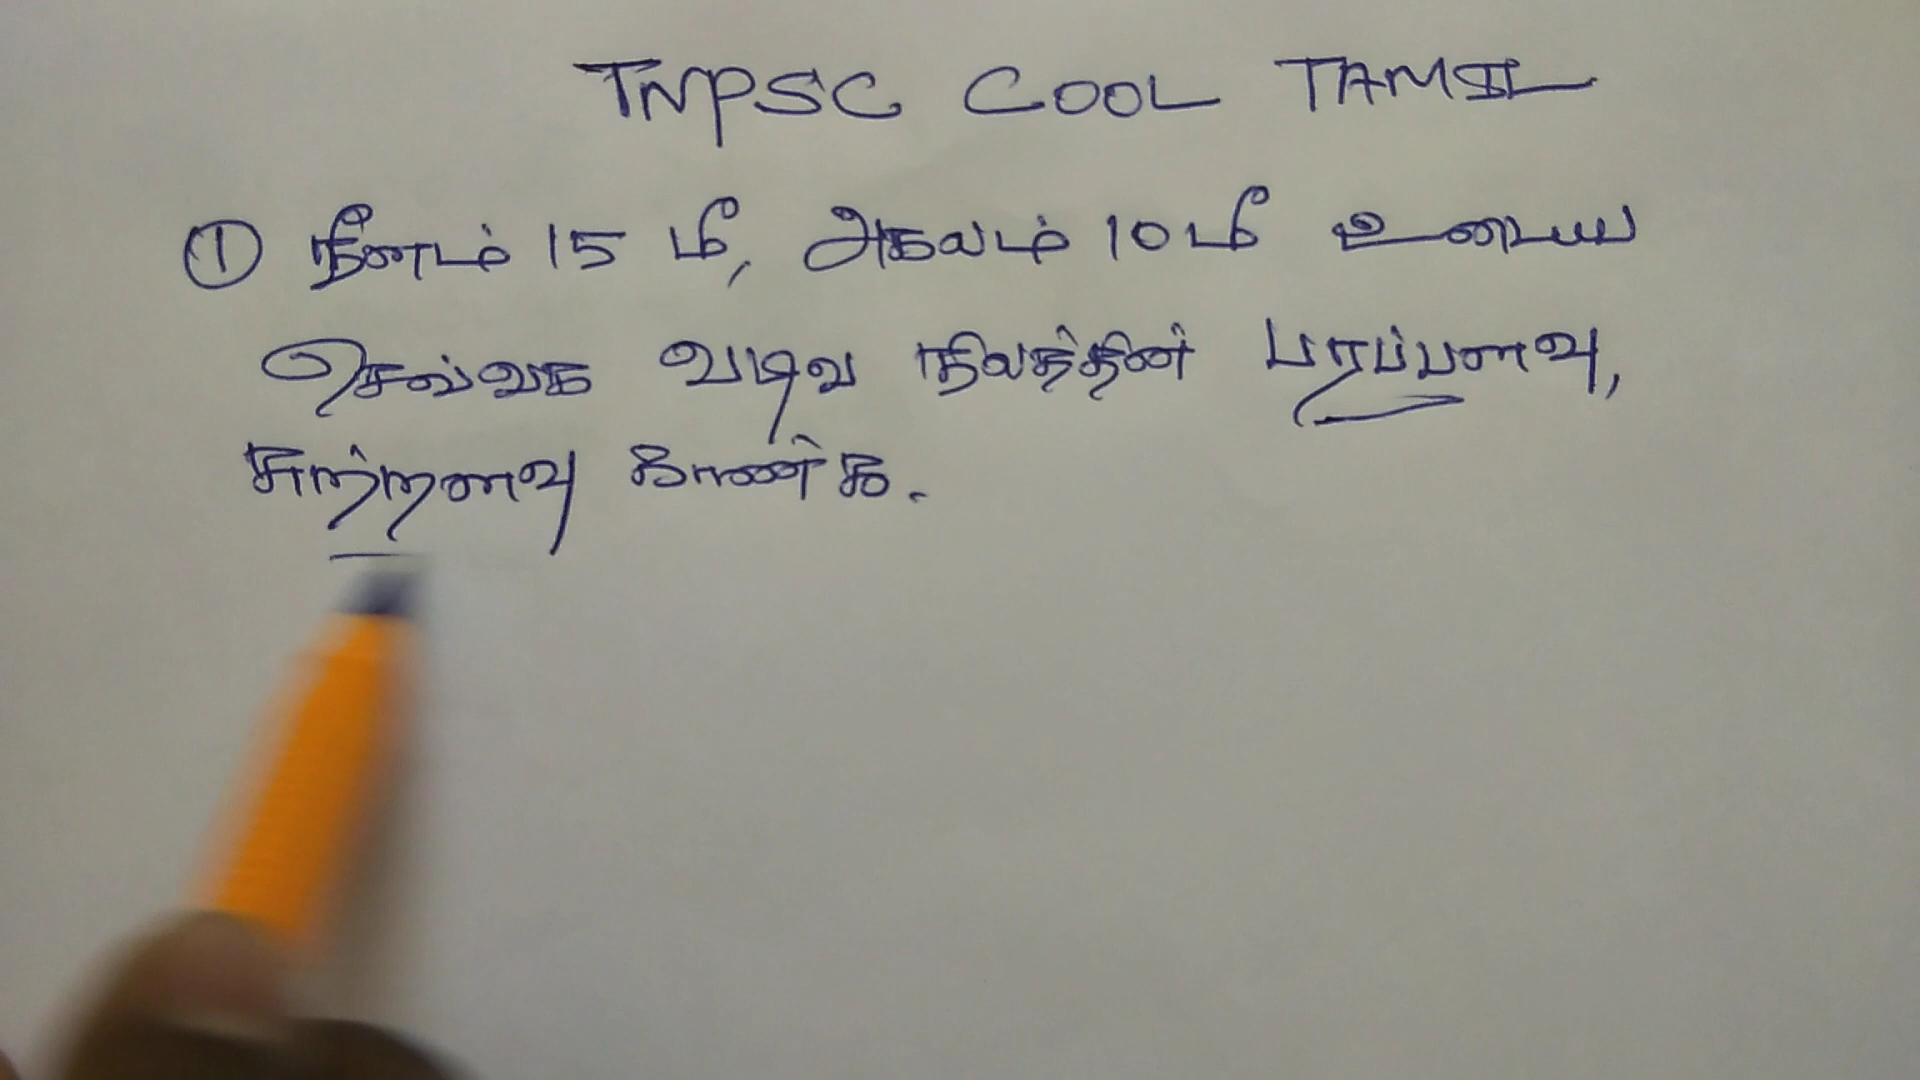 TNPSC COOL TAMIL
① நீளம் 15 மீ, அகலம் 10 மீ உடைய
செவ்வக வடிவ நிலத்தின் பரப்பளவு,
சுற்றளவு காண்க.